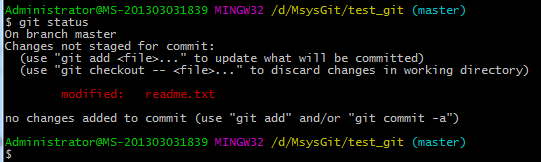 Administrator@MS-201303031839 MINGW32 /d/MsysGit/test_git (master)
$ git status
On branch master
Changes not staged for commit:
  (use "git add <file>..." to update what will be committed)
  (use "git checkout -- <file>..." to discard changes in working directory)
        modified:   readme.txt
no changes added to commit (use "git add" and/or "git commit -a")
Administrator@MS-201303031839 MINGW32 /d/MsysGit/test_git (master)
$